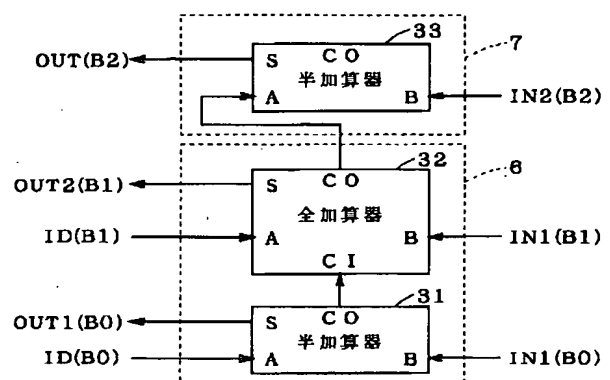 33
7
OUT(B2)
S CO
半加算器
A B
IN2(B2)
32
6
OUT2(B1)
S CO
全加算器
ID(B1)
A B
IN1(B1)
CI
31
OUT1(B0)
S CO
半加算器
ID(B0)
A B
IN1(B0)